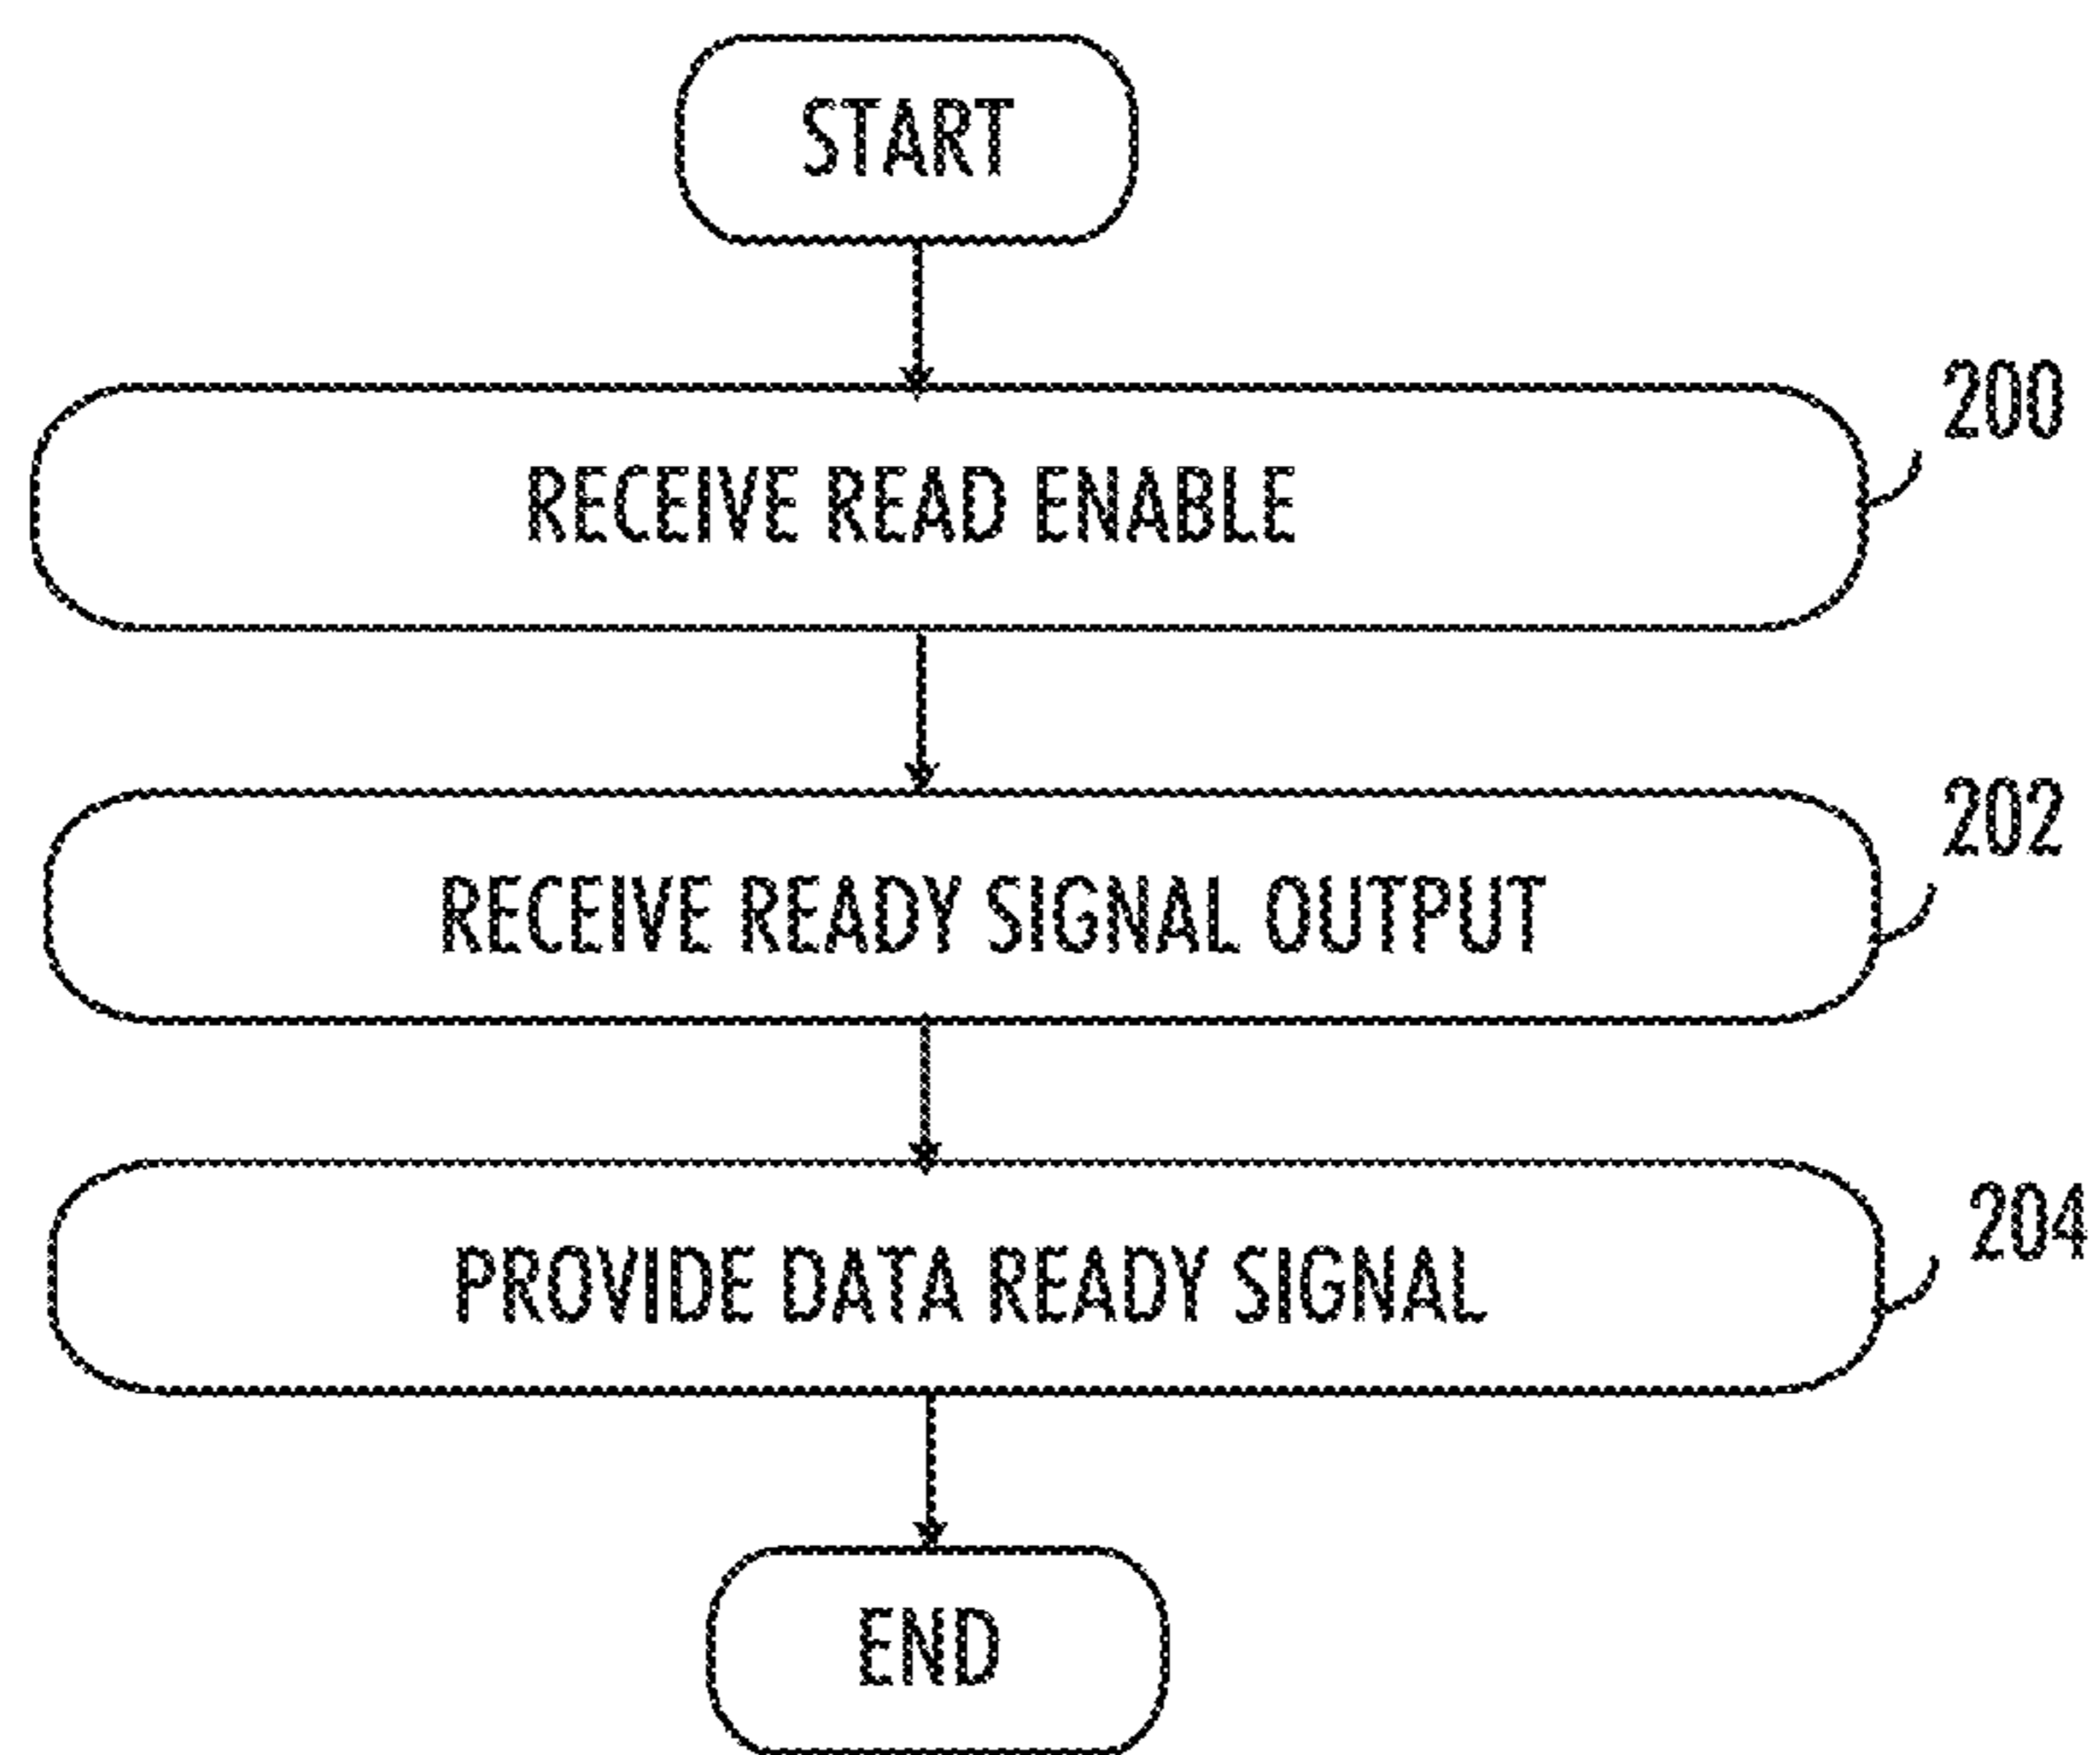 START
200
RECEIVE READ ENABLE
202
RECEIVE READY SIGNAL OUTPUT
204
PROVIDE DATA READY SIGNAL
END